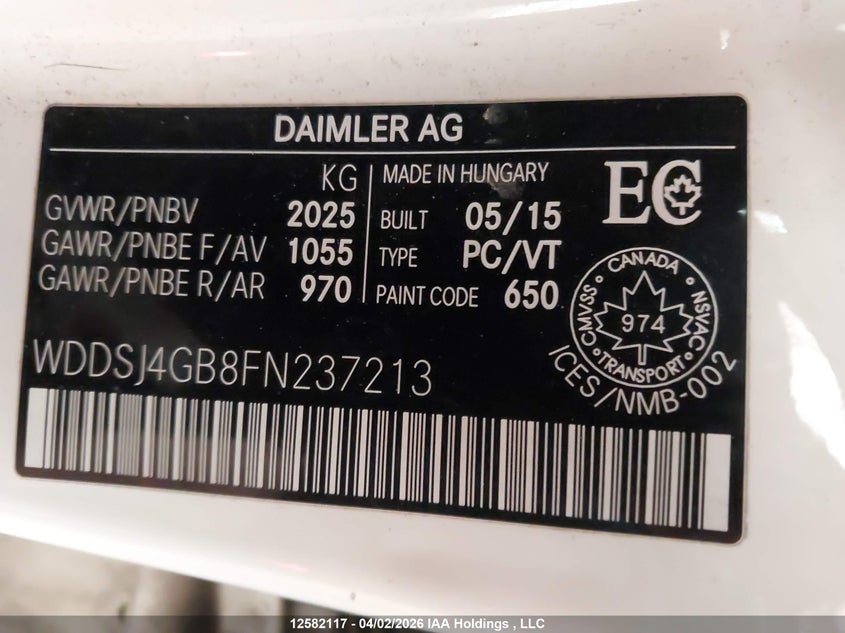 DAIMLER AG
KG
GVWR/PNBV 2025
GAWR/PNBE F/AV 1055
GAWR/PNBE R/AR 970
MADE IN HUNGARY
BUILT 05/15
TYPE PC/VT
PAINT CODE 650
EC
CANADA
CMVSS
NSVAC
974
TRANSPORT
ICES/NMB-002
WDDSJ4GB8FN237213
12582117 - 04/02/2026 IAA Holdings , LLC